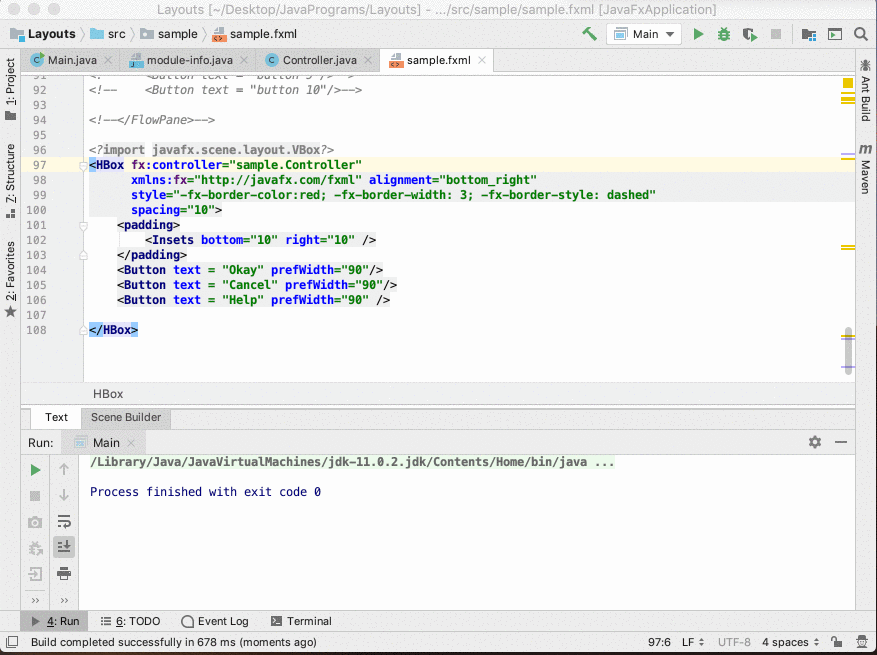 Layouts [~/Desktop/JavaPrograms/Layouts] - .../src/sample/sample.fxml [JavaFxApplication]
Layouts src sample sample.fxml Main
Main.java module-info.java Controller.java sample.fxml
1: Project
Z: Structure
2: Favorites
Ant Build
m
Maven
91 <!-- <Button text = "button 9"/>-->
92 <!-- <Button text = "button 10"/>-->
93
94 <!--</FlowPane>-->
95
96 <?import javafx.scene.layout.VBox?>
97 <HBox fx:controller="sample.Controller"
98 xmlns:fx="http://javafx.com/fxml" alignment="bottom_right"
99 style="-fx-border-color:red; -fx-border-width: 3; -fx-border-style: dashed"
100 spacing="10">
101 <padding>
102 <Insets bottom="10" right="10" />
103 </padding>
104 <Button text = "Okay" prefWidth="90"/>
105 <Button text = "Cancel" prefWidth="90"/>
106 <Button text = "Help" prefWidth="90" />
107
108 </HBox>
HBox
Text Scene Builder
Run: Main
/Library/Java/JavaVirtualMachines/jdk-11.0.2.jdk/Contents/Home/bin/java ...
Process finished with exit code 0
4: Run 6: TODO Event Log Terminal
Build completed successfully in 678 ms (moments ago) 97:6 LF UTF-8 4 spaces